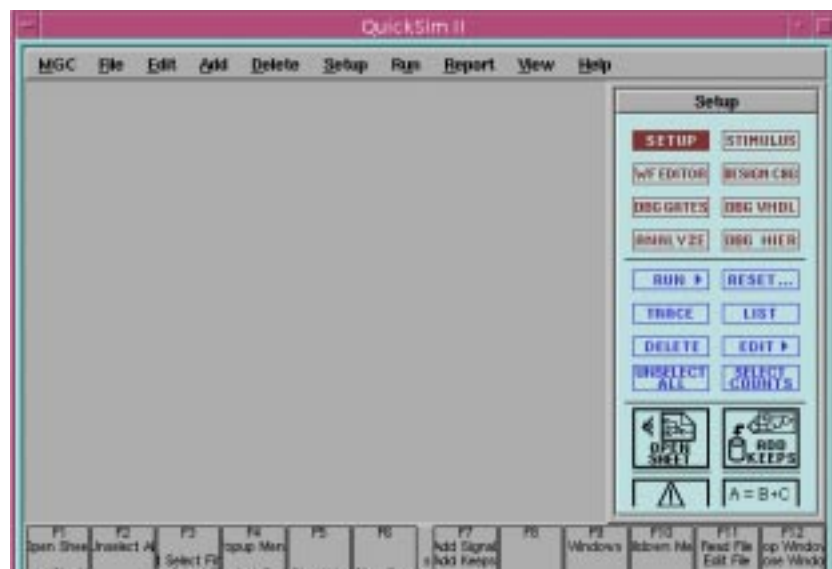 QuickSim II
MGC File Edit Add Delete Setup Run Report View Help
Setup
SETUP STIMULUS
WF EDITOR DESIGN CHG
DBG GATES DBG VHDL
ANALYZE DBG HIER
RUN RESET...
TRACE LIST
DELETE EDIT
UNSELECT ALL
SELECT COUNTS
OPEN SHEET
ADD KEEPS
A = B+C
F1 F2 F3 F4 F5 F6 F7 F8 F9 F10 F11 F12
Unselect Al Add Signal Windows Read File
Select Fil Add Keeps Edit File